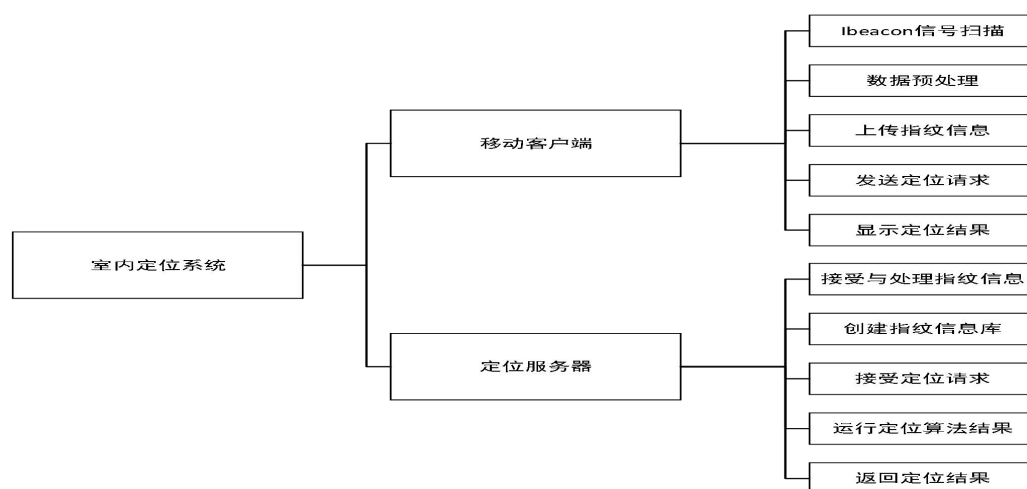 室内定位系统
移动客户端
Ibeacon信号扫描
数据预处理
上传指纹信息
发送定位请求
显示定位结果
定位服务器
接受与处理指纹信息
创建指纹信息库
接受定位请求
运行定位算法结果
返回定位结果